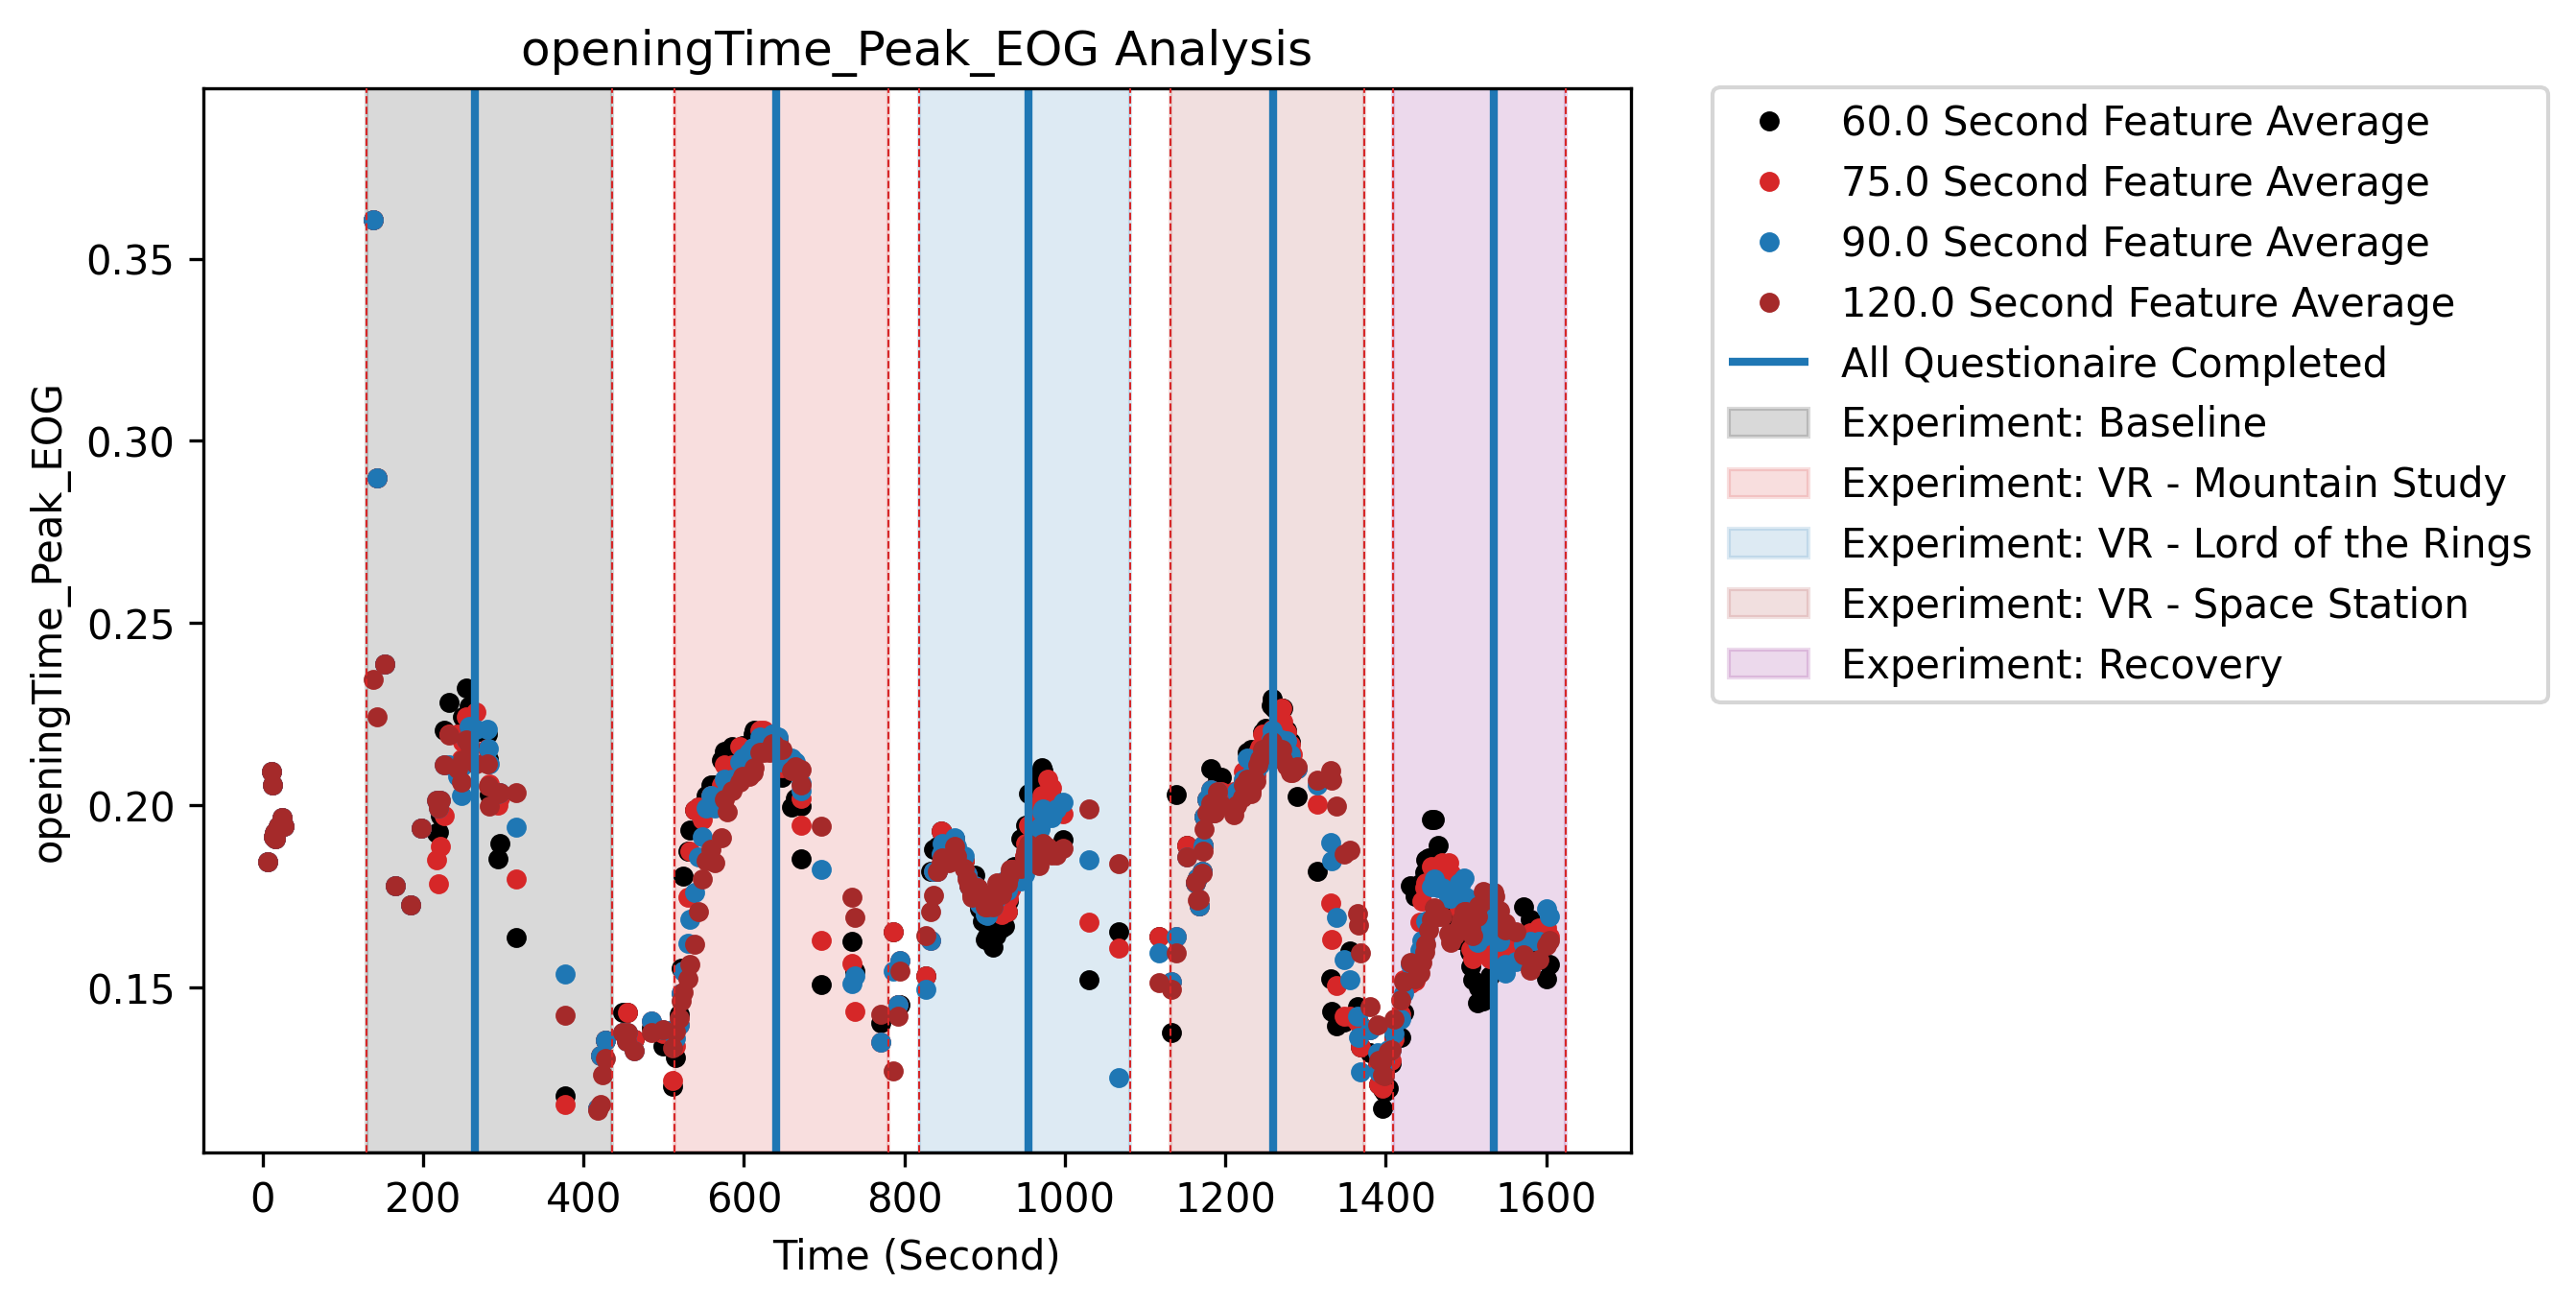 openingTime_Peak_EOG Analysis
openingTime_Peak_EOG
0.35
0.30
0.25
0.20
0.15
0 200 400 600 800 1000 1200 1400 1600
Time (Second)
60.0 Second Feature Average
75.0 Second Feature Average
90.0 Second Feature Average
120.0 Second Feature Average
All Questionaire Completed
Experiment: Baseline
Experiment: VR - Mountain Study
Experiment: VR - Lord of the Rings
Experiment: VR - Space Station
Experiment: Recovery